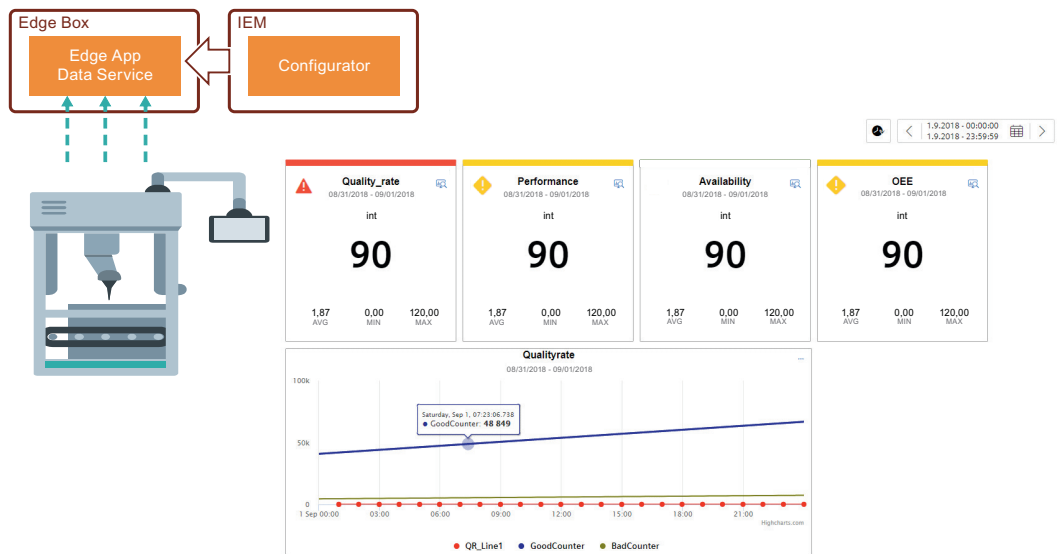 Edge Box
IEM
Edge App
Data Service
Configurator
1.9.2018 - 00:00:00
1.9.2018 - 23:59:59
Quality_rate
08/31/2018 - 09/01/2018
int
90
1,87 0,00 120,00
AVG MIN MAX
Performance
08/31/2018 - 09/01/2018
int
90
1,87 0,00 120,00
AVG MIN MAX
Availability
08/31/2018 - 09/01/2018
int
90
1,87 0,00 120,00
AVG MIN MAX
OEE
08/31/2018 - 09/01/2018
int
90
1,87 0,00 120,00
AVG MIN MAX
Qualityrate
08/31/2018 - 09/01/2018
100k
Saturday, Sep 1, 07:23:06.738
GoodCounter: 48 849
50k
0
1 Sep 00:00 03:00 06:00 09:00 12:00 15:00 18:00 21:00
Highcharts.com
QR_Line1 GoodCounter BadCounter